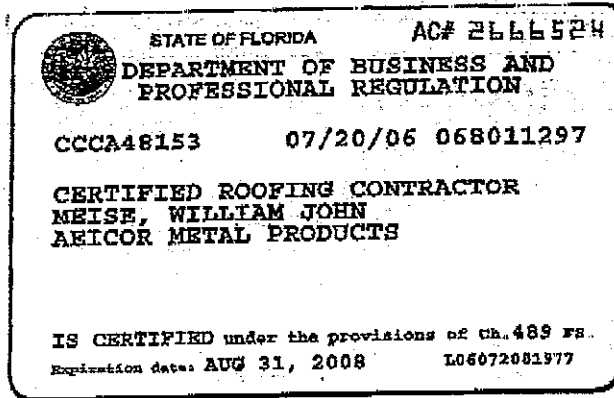 STATE OF FLORIDA AC# 2666524
DEPARTMENT OF BUSINESS AND
PROFESSIONAL REGULATION
CCCA48153 07/20/06 068011297
CERTIFIED ROOFING CONTRACTOR
MEISE, WILLIAM JOHN
AEICOR METAL PRODUCTS
IS CERTIFIED under the provisions of Ch.489 FS.
Expiration date: AUG 31, 2008 L06072081977